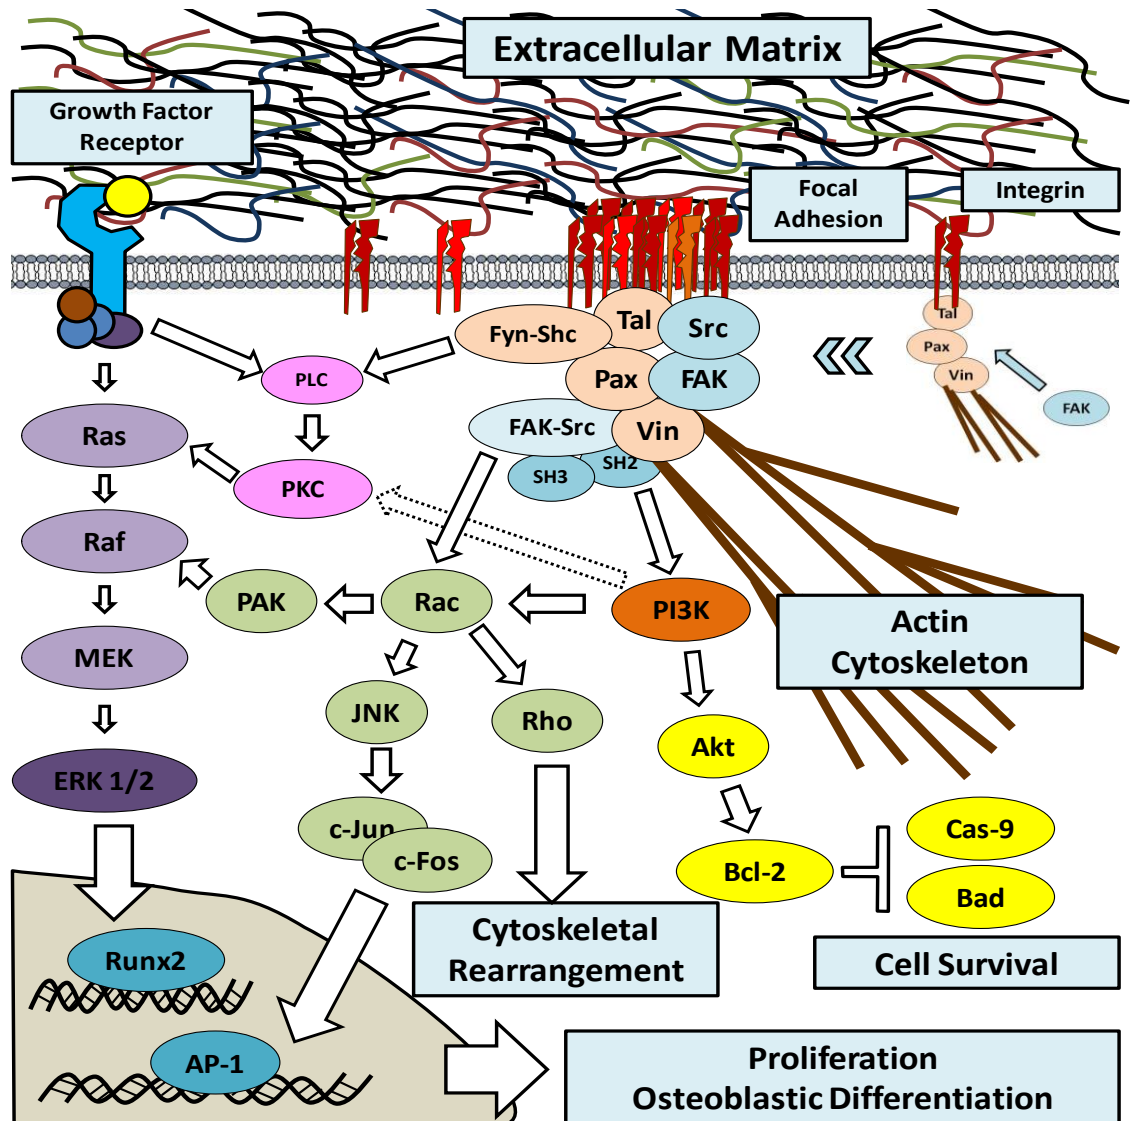 Extracellular Matrix
Growth Factor
Receptor
Focal
Adhesion
Integrin
Tal
Pax
Vin
FAK
Fyn-Shc
Tal
Src
Pax
FAK
FAK-Src
Vin
SH3
SH2
PLC
PKC
Ras
Raf
MEK
ERK 1/2
PAK
Rac
PI3K
Actin
Cytoskeleton
JNK
Rho
Akt
c-Jun
c-Fos
Bcl-2
Cas-9
Bad
Cytoskeletal
Rearrangement
Cell Survival
Runx2
AP-1
Proliferation
Osteoblastic Differentiation